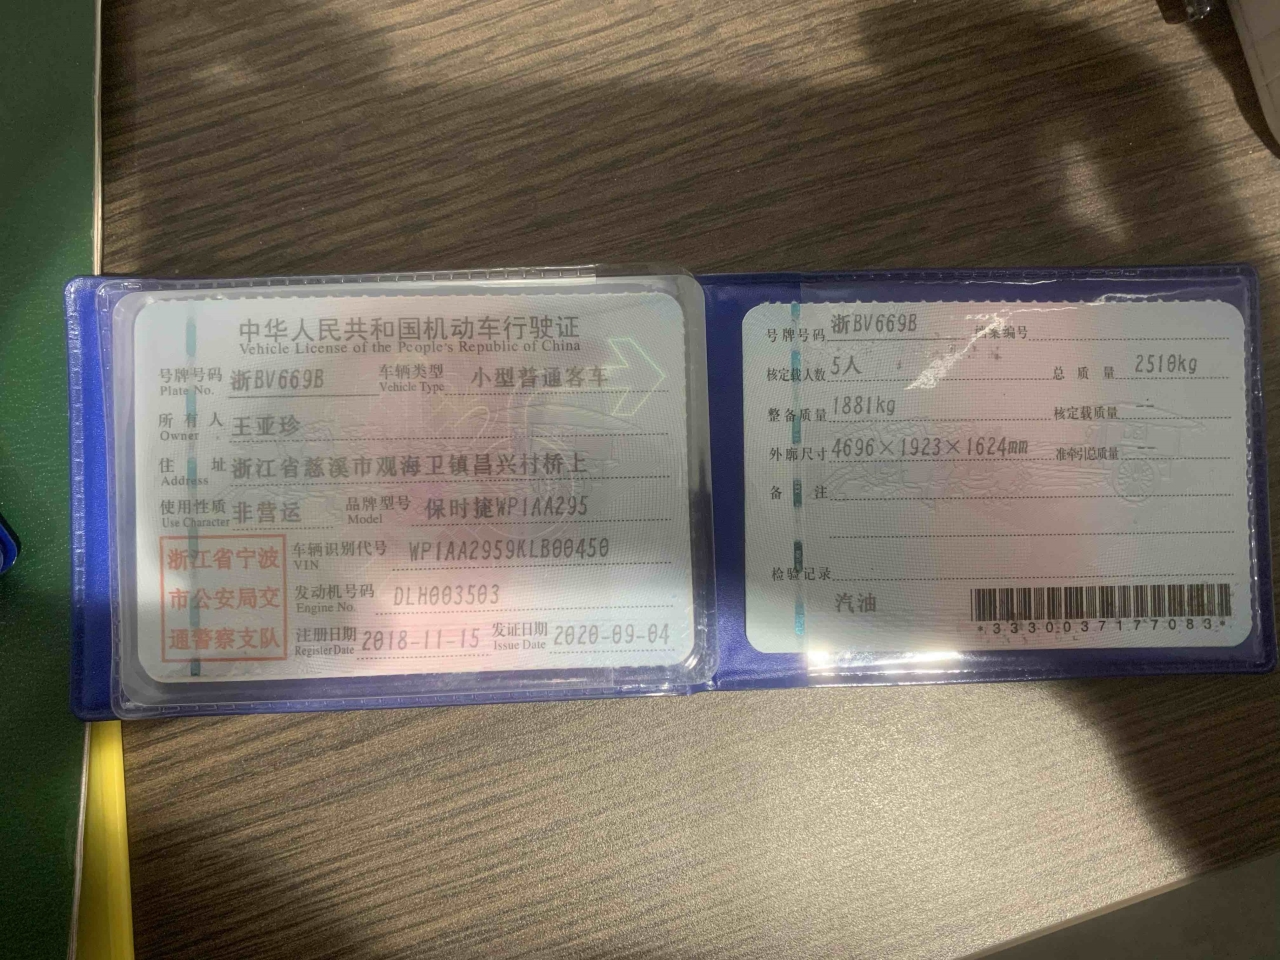 中华人民共和国机动车行驶证
Vehicle License of the People's Republic of China
号牌号码 浙BV669B 车辆类型 小型普通客车
Plate No. Vehicle Type
所有人 王亚珍
Owner
住址 浙江省慈溪市观海卫镇昌兴村桥上
Address
使用性质 非营运 品牌型号 保时捷WP1AA295
Use Character Model
浙江省宁波
市公安局交
通警察支队
车辆识别代号 WP1AA2959KLB00450
VIN
发动机号码 DLH003503
Engine No.
注册日期 2018-11-15 发证日期 2020-09-04
Register Date Issue Date
号牌号码 浙BV669B 编号
核定载人数 5人 总质量 2510kg
整备质量 1881kg 核定载质量 --
外廓尺寸 4696×1923×1624mm 准牵引总质量 --
备注
检验记录
汽油
*3330037177083*